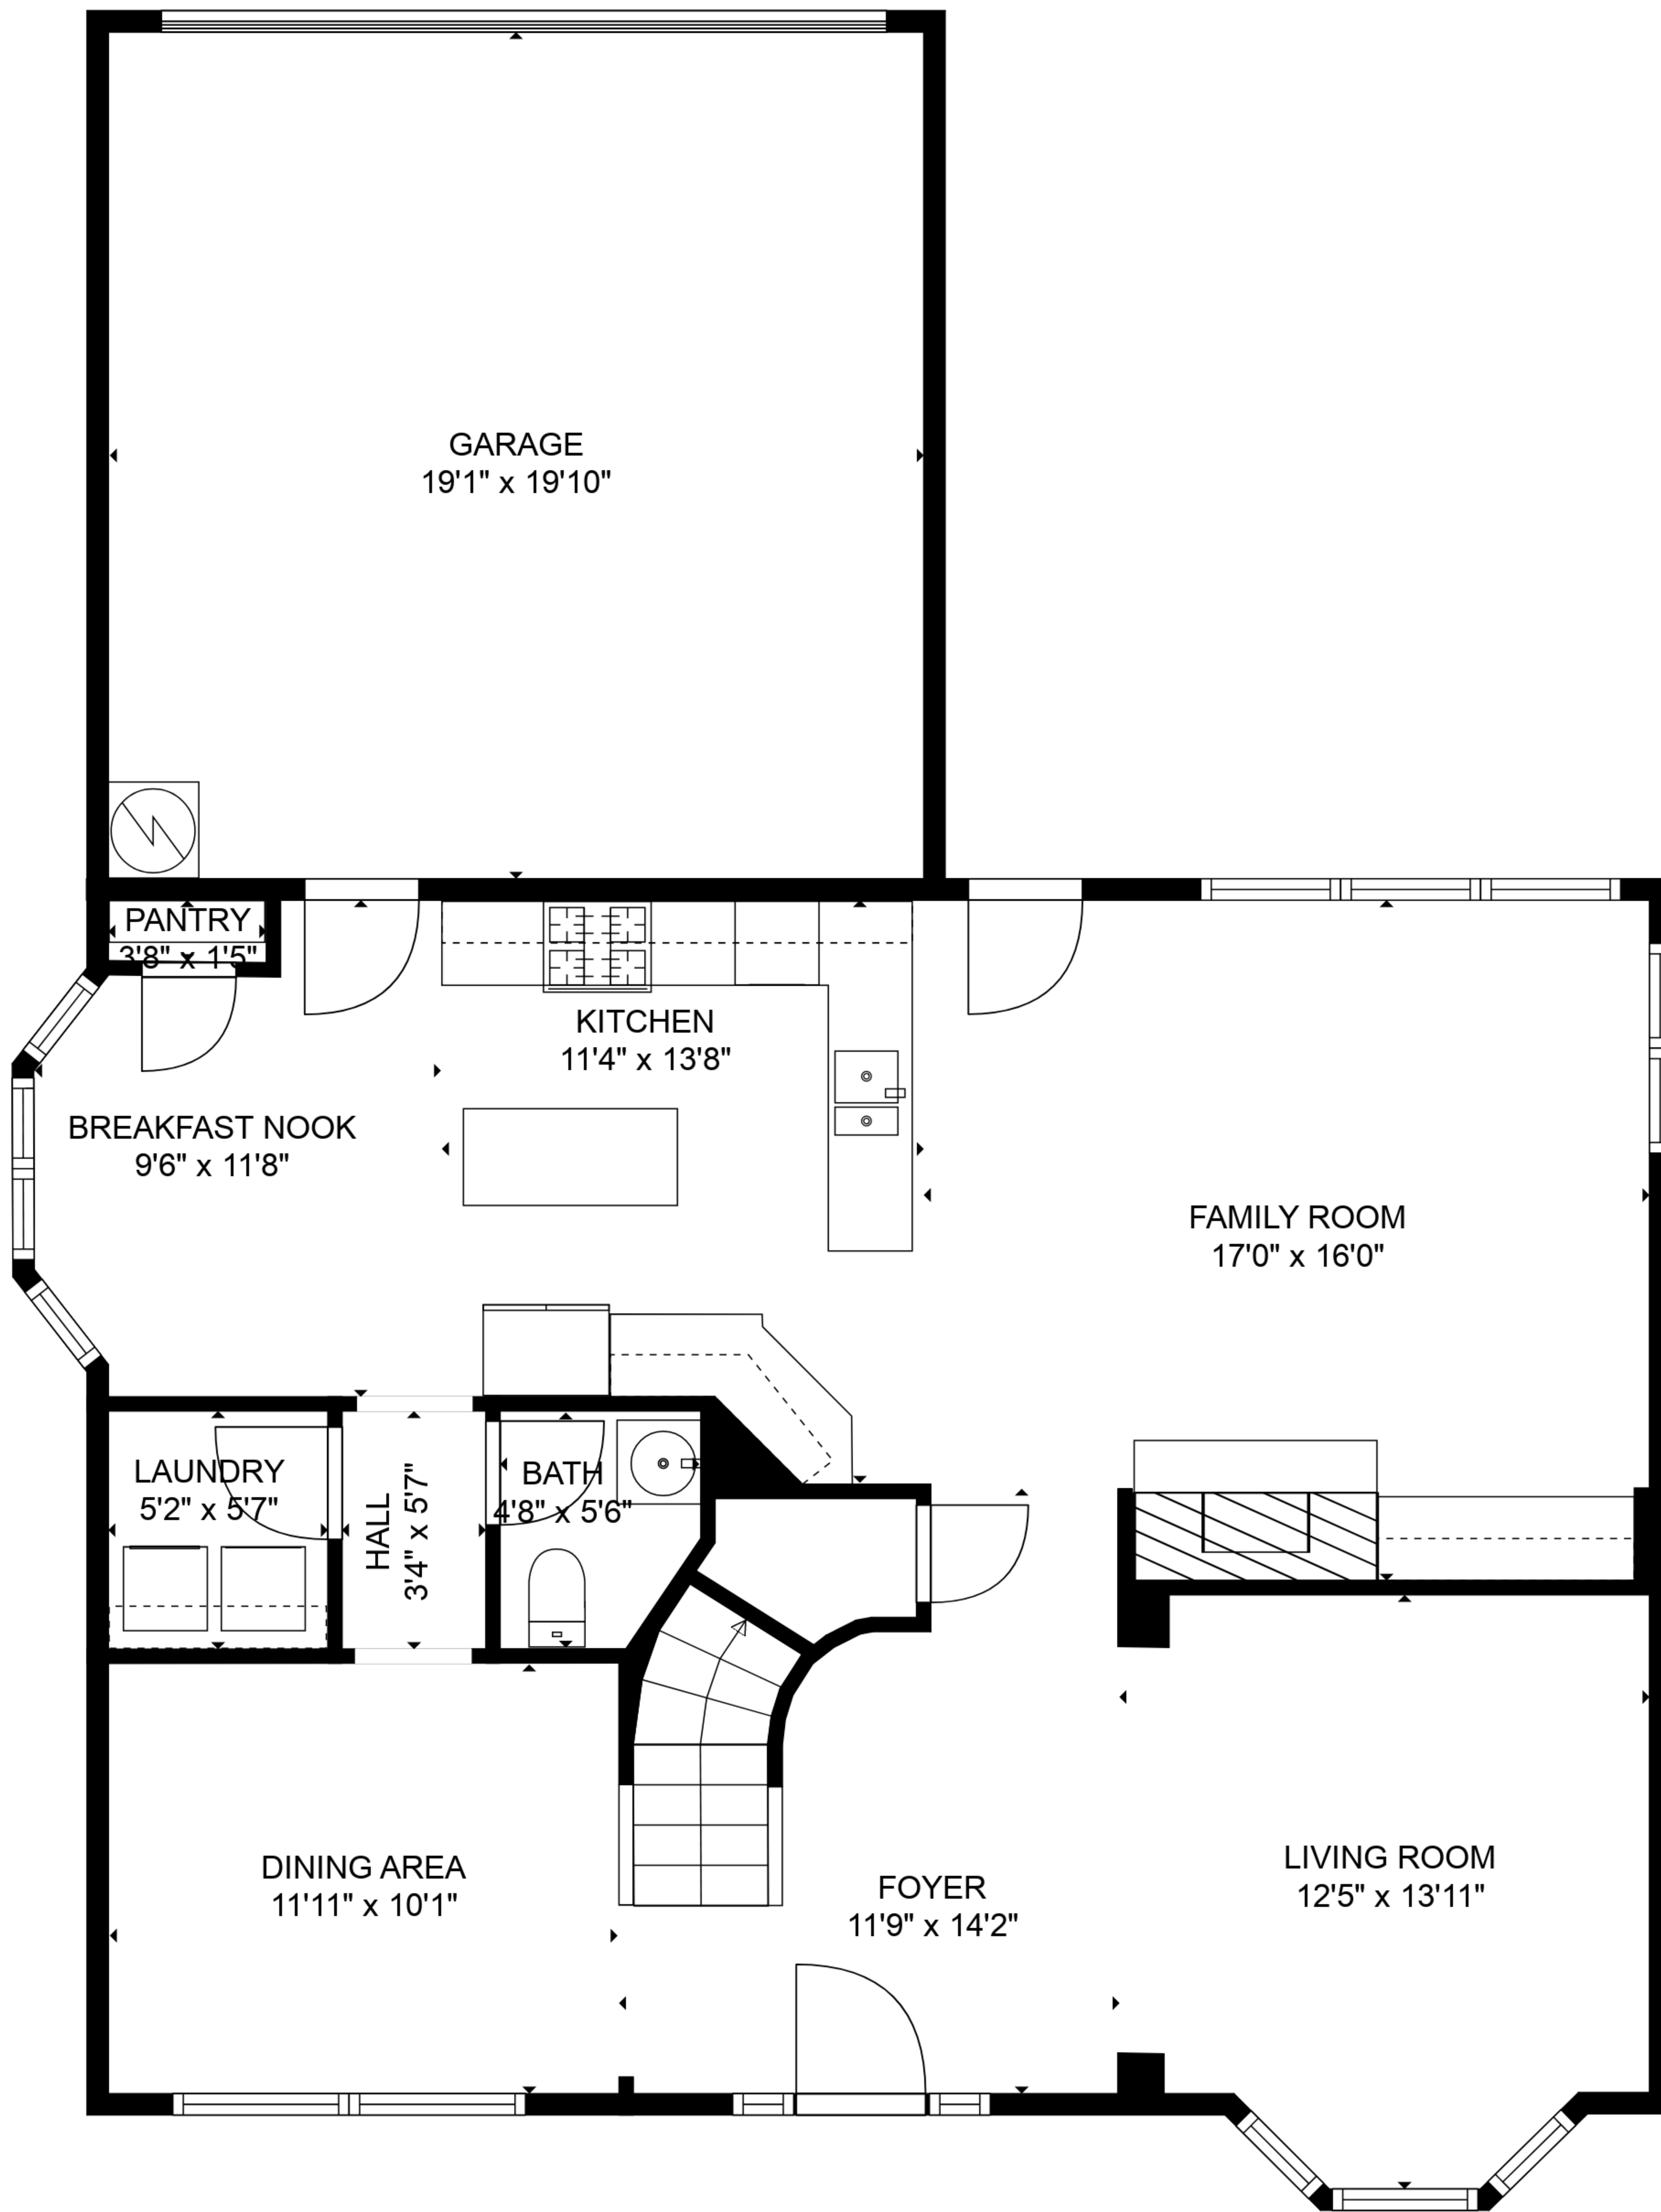 GARAGE
19'1" x 19'10"
PANTRY
3'8" x 1'5"
KITCHEN
11'4" x 13'8"
BREAKFAST NOOK
9'6" x 11'8"
FAMILY ROOM
17'0" x 16'0"
LAUNDRY
5'2" x 5'7"
HALL
3'4" x 5'7"
BATH
4'8" x 5'6"
DINING AREA
11'11" x 10'1"
FOYER
11'9" x 14'2"
LIVING ROOM
12'5" x 13'11"